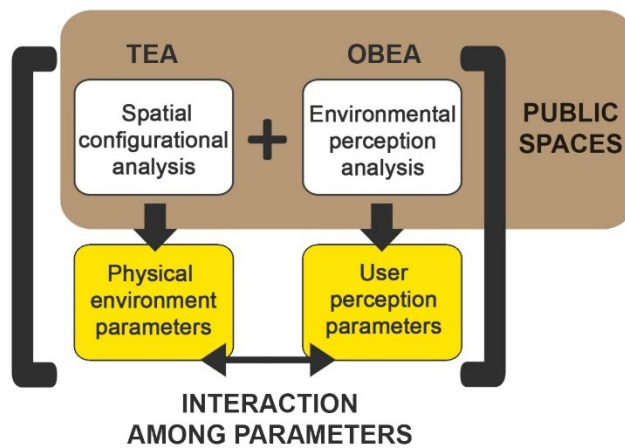 TEA
OBEA
Spatial
configurational
analysis
+
Environmental
perception
analysis
PUBLIC
SPACES
Physical
environment
parameters
User
perception
parameters
INTERACTION
AMONG PARAMETERS